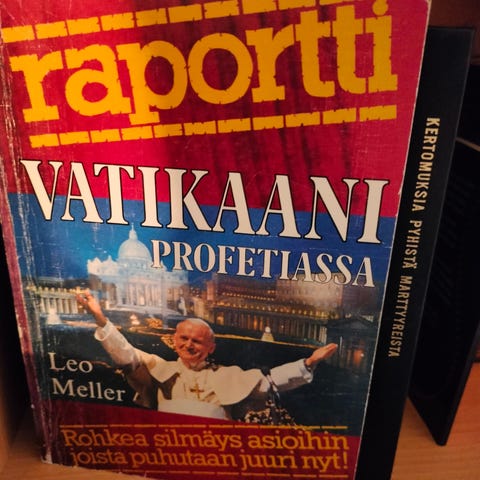 raportti
VATIKAANI
PROFETIASSA
Leo
Meller
Rohkea silmäys asioihin
joista puhutaan juuri nyt!
KERTOMUKSIA PYHISTÄ MARTTYYREISTA